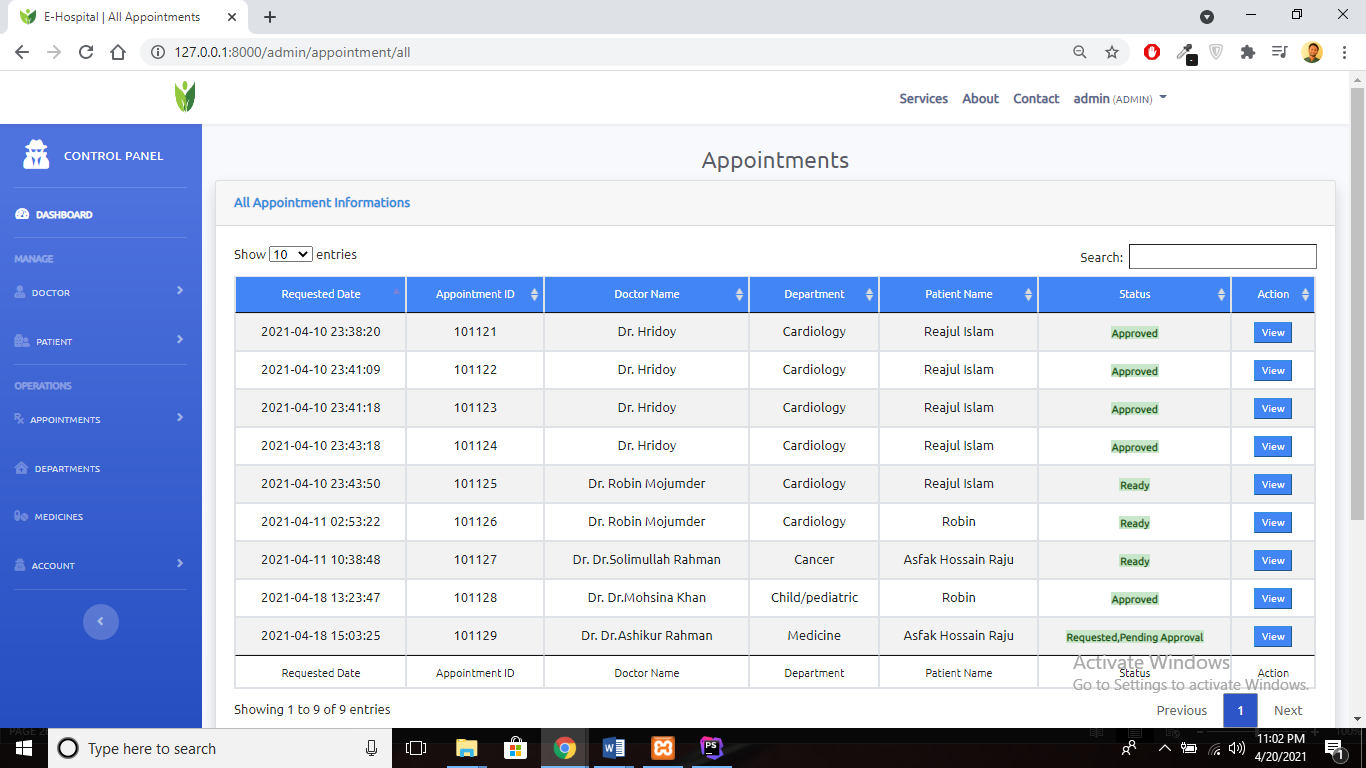 E-Hospital | All Appointments
127.0.0.1:8000/admin/appointment/all
Services About Contact admin (ADMIN)
CONTROL PANEL
DASHBOARD
MANAGE
DOCTOR
PATIENT
OPERATIONS
APPOINTMENTS
DEPARTMENTS
MEDICINES
ACCOUNT
Appointments
All Appointment Informations
Show 10 entries
Search:
Requested Date Appointment ID Doctor Name Department Patient Name Status Action
2021-04-10 23:38:20 101121 Dr. Hridoy Cardiology Reajul Islam Approved View
2021-04-10 23:41:09 101122 Dr. Hridoy Cardiology Reajul Islam Approved View
2021-04-10 23:41:18 101123 Dr. Hridoy Cardiology Reajul Islam Approved View
2021-04-10 23:43:18 101124 Dr. Hridoy Cardiology Reajul Islam Approved View
2021-04-10 23:43:50 101125 Dr. Robin Mojumder Cardiology Reajul Islam Ready View
2021-04-11 02:53:22 101126 Dr. Robin Mojumder Cardiology Robin Ready View
2021-04-11 10:38:48 101127 Dr. Dr.Solimullah Rahman Cancer Asfak Hossain Raju Ready View
2021-04-18 13:23:47 101128 Dr. Dr.Mohsina Khan Child/pediatric Robin Approved View
2021-04-18 15:03:25 101129 Dr. Dr.Ashikur Rahman Medicine Asfak Hossain Raju Requested,Pending Approval View
Requested Date Appointment ID Doctor Name Department Patient Name Status Action
Activate Windows
Go to Settings to activate Windows.
Showing 1 to 9 of 9 entries
Previous 1 Next
Type here to search
PS
11:02 PM
4/20/2021
1